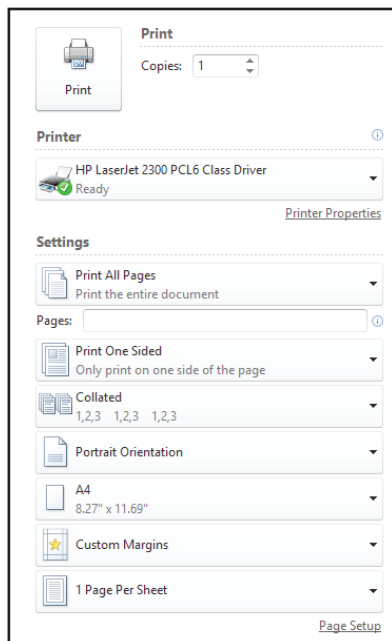 Print
Print
Copies: 1
Printer
HP LaserJet 2300 PCL6 Class Driver
Ready
Printer Properties
Settings
Print All Pages
Print the entire document
Pages:
Print One Sided
Only print on one side of the page
Collated
1,2,3 1,2,3 1,2,3
Portrait Orientation
A4
8.27" x 11.69"
Custom Margins
1 Page Per Sheet
Page Setup